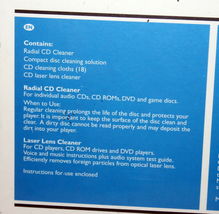 EN
Contains:
Radial CD Cleaner
Compact disc cleaning solution
CD cleaning cloths (18)
CD laser lens cleaner
Radial CD Cleaner
For individual audio CDs, CD ROMs, DVD and game docs.
When to Use:
Regular cleaning prolongs the life of the disc and protects your
player. It is important to keep the surface of the disc clean and
clear. A dirty disc cannot be read properly and may deposit the
dirt into your player.
Laser Lens Cleaner
For CD players, CD ROM drives and DVD players.
Voice and music instructions plus audio system test guide.
Efficiently removes foreign particles from optical laser lens.
Instructions for use enclosed